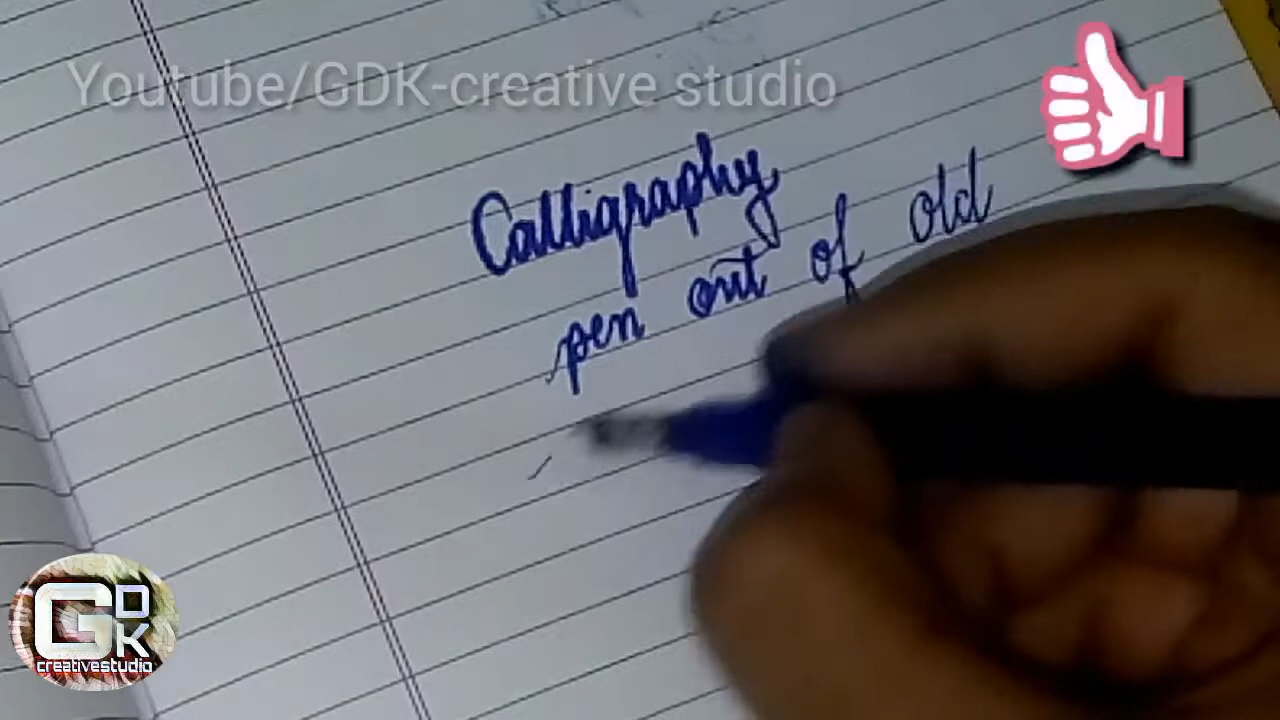 Youtube/GDK-creative studio
Calligraphy
pen out of old
GDK
creativestudio